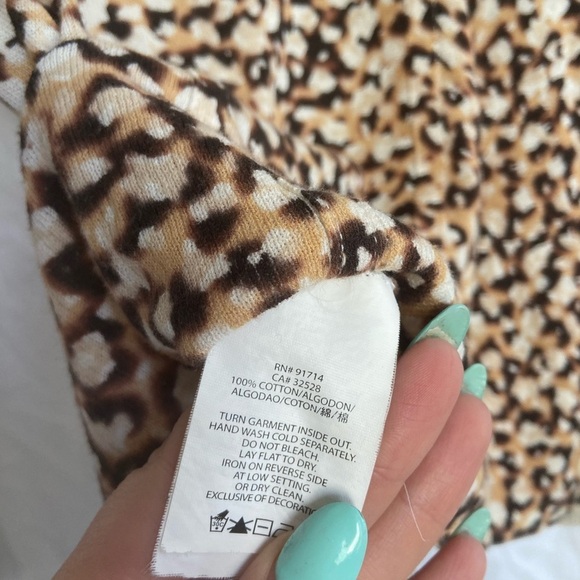 RN# 91714
CA# 32528
100% COTTON/ALGODON/
ALGODAO/COTON/綿/棉
TURN GARMENT INSIDE OUT.
HAND WASH COLD SEPARATELY.
DO NOT BLEACH.
LAY FLAT TO DRY.
IRON ON REVERSE SIDE
AT LOW SETTING.
OR DRY CLEAN.
EXCLUSIVE OF